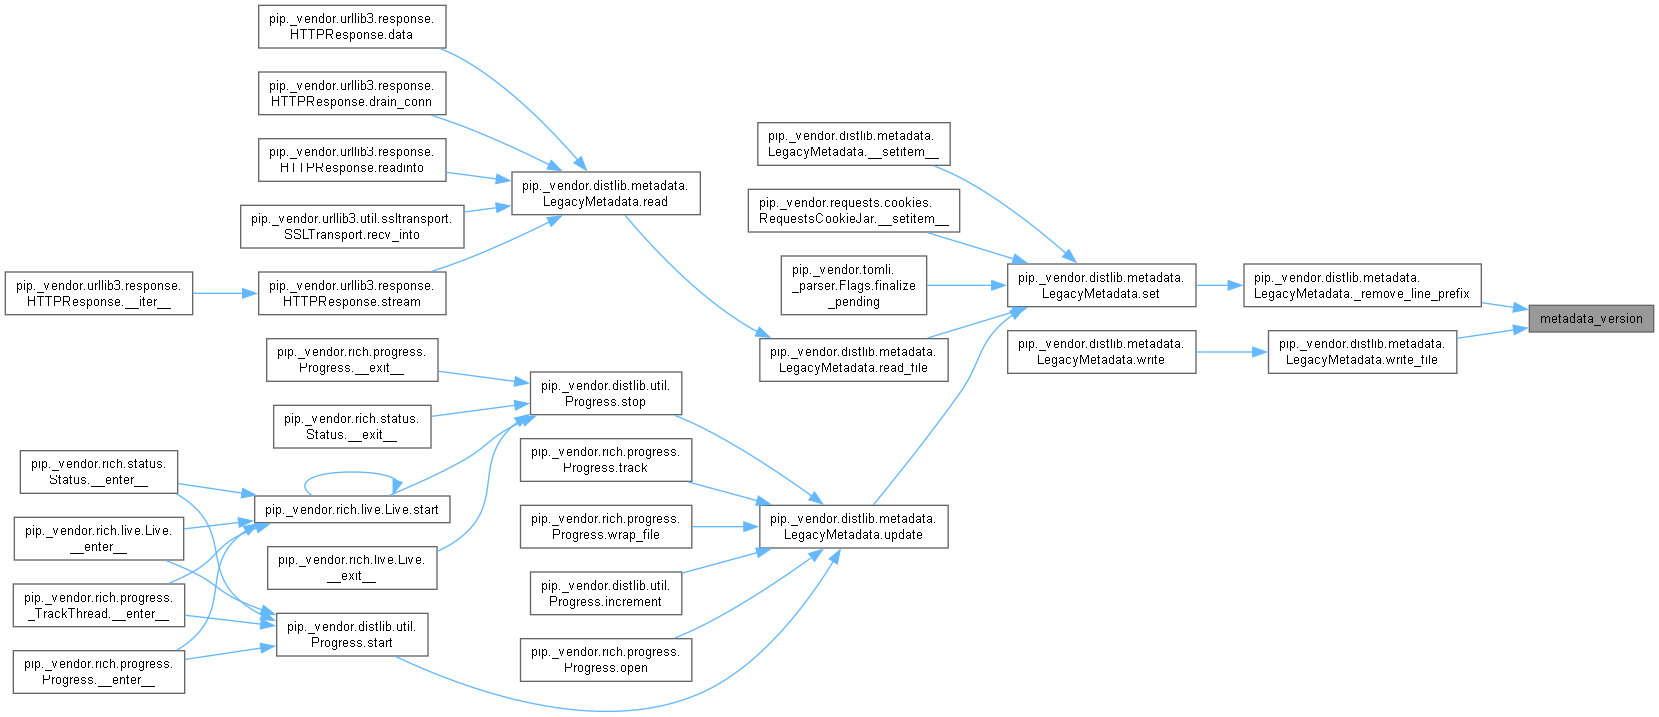 pip._vendor.urllib3.response.
HTTPResponse.data
pip._vendor.urllib3.response.
HTTPResponse.drain_conn
pip._vendor.urllib3.response.
HTTPResponse.readinto
pip._vendor.urllib3.util.ssltransport.
SSLTransport.recv_into
pip._vendor.urllib3.response.
HTTPResponse.__iter__
pip._vendor.urllib3.response.
HTTPResponse.stream
pip._vendor.distlib.metadata.
LegacyMetadata.read
pip._vendor.distlib.metadata.
LegacyMetadata.__setitem__
pip._vendor.requests.cookies.
RequestsCookieJar.__setitem__
pip._vendor.tomli.
_parser.Flags.finalize
_pending
pip._vendor.distlib.metadata.
LegacyMetadata.read_file
pip._vendor.distlib.metadata.
LegacyMetadata.set
pip._vendor.distlib.metadata.
LegacyMetadata._remove_line_prefix
metadata_version
pip._vendor.distlib.metadata.
LegacyMetadata.write
pip._vendor.distlib.metadata.
LegacyMetadata.write_file
pip._vendor.rich.progress.
Progress.__exit__
pip._vendor.rich.status.
Status.__exit__
pip._vendor.distlib.util.
Progress.stop
pip._vendor.rich.progress.
Progress.track
pip._vendor.rich.status.
Status.__enter__
pip._vendor.rich.live.Live.start
pip._vendor.rich.progress.
Progress.wrap_file
pip._vendor.distlib.metadata.
LegacyMetadata.update
pip._vendor.rich.live.Live.
__enter__
pip._vendor.rich.live.Live.
__exit__
pip._vendor.distlib.util.
Progress.increment
pip._vendor.rich.progress.
_TrackThread.__enter__
pip._vendor.distlib.util.
Progress.start
pip._vendor.rich.progress.
Progress.open
pip._vendor.rich.progress.
Progress.__enter__